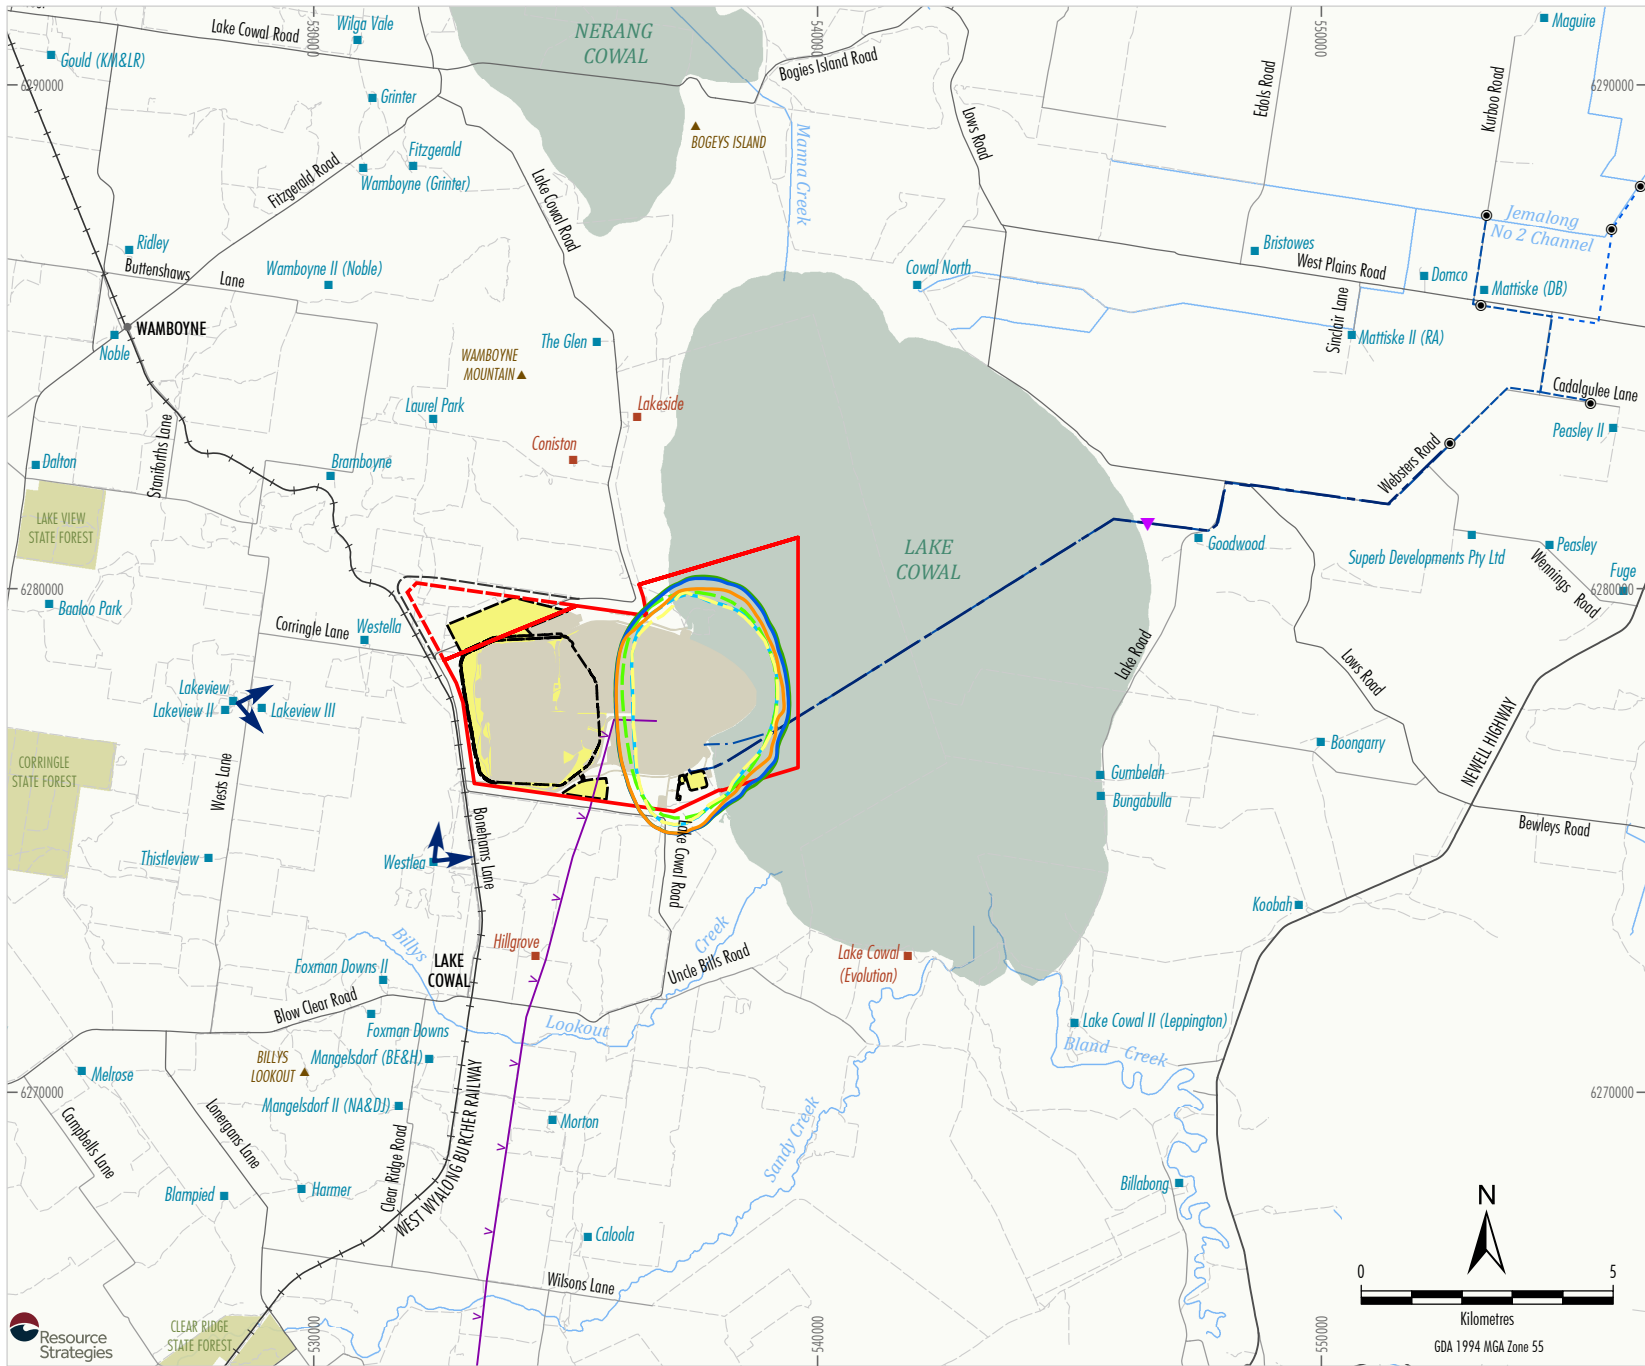 Wilga Vale
Lake Cowal Road
530000
NERANG
COWAL
540000
Bogies Island Road
550000
Maguire
Gould (KM&LR)
6290000
Grinter
Edols Road
Kurboo Road
6290000
BOGEYS ISLAND
Manna Creek
Lows Road
Fitzgerald
Wamboyne (Grinter)
Fitzgerald Road
Lake Cowal Road
Jemalong
No 2 Channel
Ridley
Buttenshaws
Lane
Wamboyne II (Noble)
Cowal North
Bristowes
West Plains Road
Domco
Mattiske (DB)
Sinclair Lane
WAMBOYNE
Noble
The Glen
WAMBOYNE
MOUNTAIN
Mattiske II (RA)
Laurel Park
Lakeside
Cadalgulee Lane
Staniforths Lane
Coniston
Peasley II
Websters Road
Dalton
Bramboyne
LAKE VIEW
STATE FOREST
LAKE
COWAL
Goodwood
Superb Developments Pty Ltd
Peasley
Wennings Road
Fuge
6280000
6280000
Baaloo Park
Corringle Lane
Westella
Lake Road
Lows Road
Lakeview
Lakeview II
Lakeview III
NEWELL HIGHWAY
Boongarry
CORRINGLE
STATE FOREST
Wests Lane
Gumbelah
Bungabulla
Bonehams Lane
Bewleys Road
Thistleview
Westlea
Lake Cowal Road
Koobah
Billys
Creek
LAKE
COWAL
Hillgrove
Uncle Bills Road
Lake Cowal
(Evolution)
Foxman Downs II
Blow Clear Road
Foxman Downs
Lookout
Lake Cowal II (Leppington)
Bland Creek
BILLYS
LOOKOUT
Mangelsdorf (BE&H)
Melrose
6270000
6270000
Mangelsdorf II (NA&DJ)
Campbells Lane
Lonergans Lane
Clear Ridge Road
WEST WYALONG BURCHER RAILWAY
Morton
Sandy Creek
Blampied
Harmer
Billabong
Caloola
N
Wilsons Lane
0
5
Kilometres
GDA 1994 MGA Zone 55
CLEAR RIDGE
STATE FOREST
530000
540000
550000
Resource
Strategies